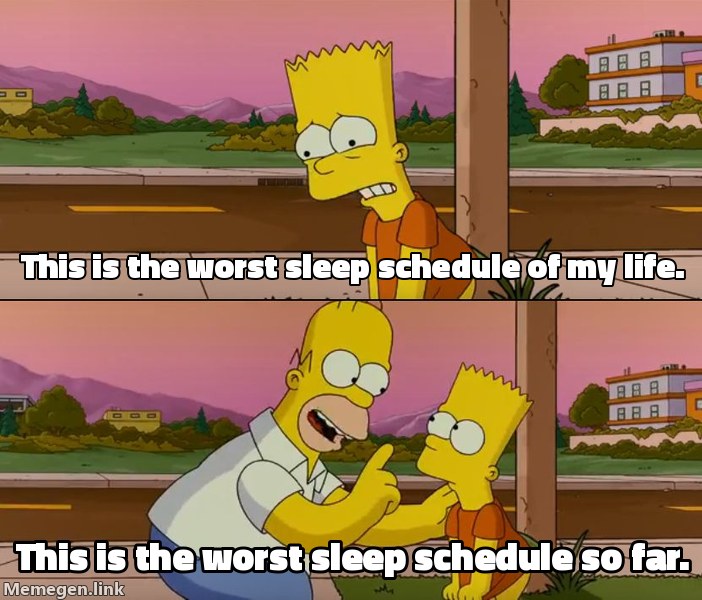 This is the worst sleep schedule of my life.
This is the worst sleep schedule so far.
Memegen.link